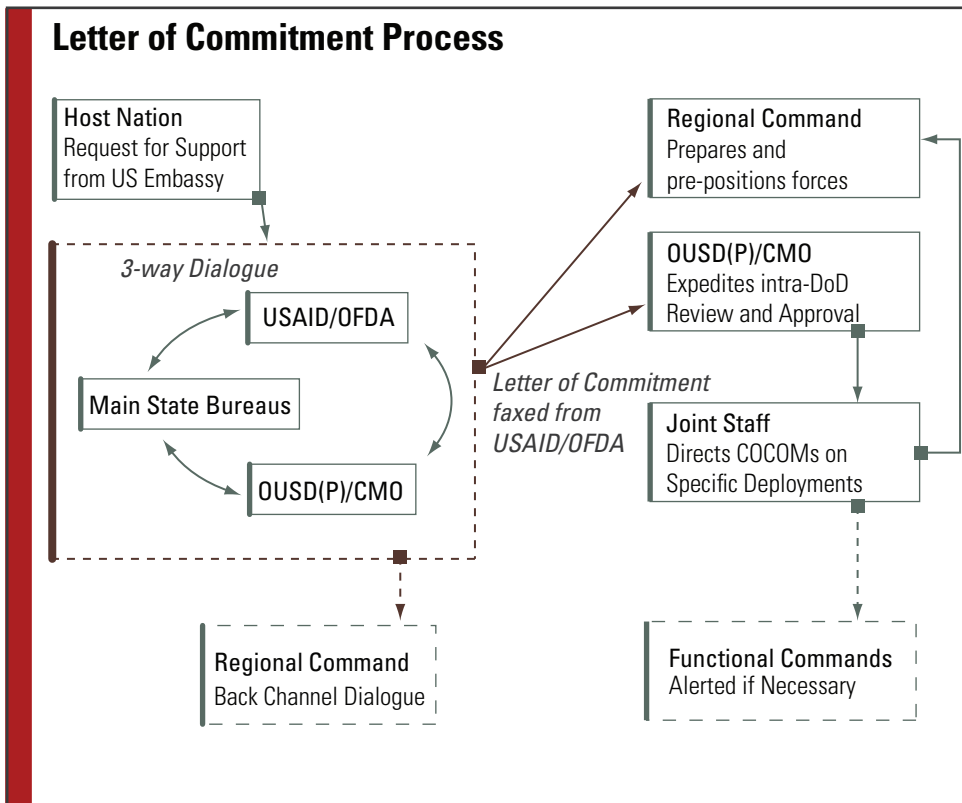 Letter of Commitment Process
Host Nation
Request for Support
from US Embassy
3-way Dialogue
USAID/OFDA
Main State Bureaus
OUSD(P)/CMO
Letter of Commitment
faxed from
USAID/OFDA
Regional Command
Back Channel Dialogue
Regional Command
Prepares and
pre-positions forces
OUSD(P)/CMO
Expedites intra-DoD
Review and Approval
Joint Staff
Directs COCOMs on
Specific Deployments
Functional Commands
Alerted if Necessary